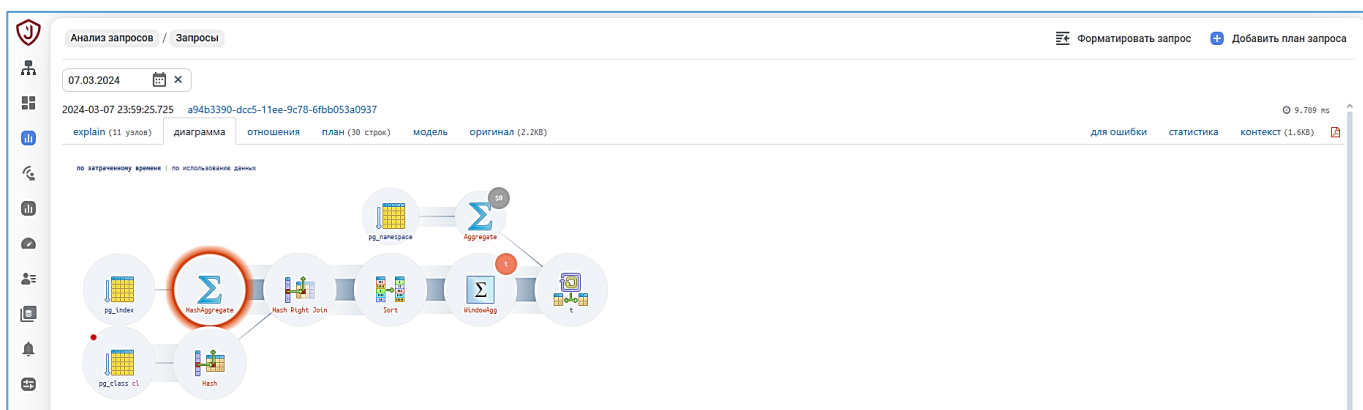 Анализ запросов / Запросы
Форматировать запрос
Добавить план запроса
07.03.2024
2024-03-07 23:59:25.725 a94b3390-dcc5-11ee-9c78-6fbb053a0937
9.709 ms
explain (11 узлов) диаграмма отношения план (30 строк) модель оригинал (2.2KB) для ошибки статистика контекст (1.6KB)
по затраченному времени | по использованию данных
$0
pg_namespace Aggregate
t
pg_index HashAggregate Hash Right Join Sort WindowAgg t
pg_class cl Hash